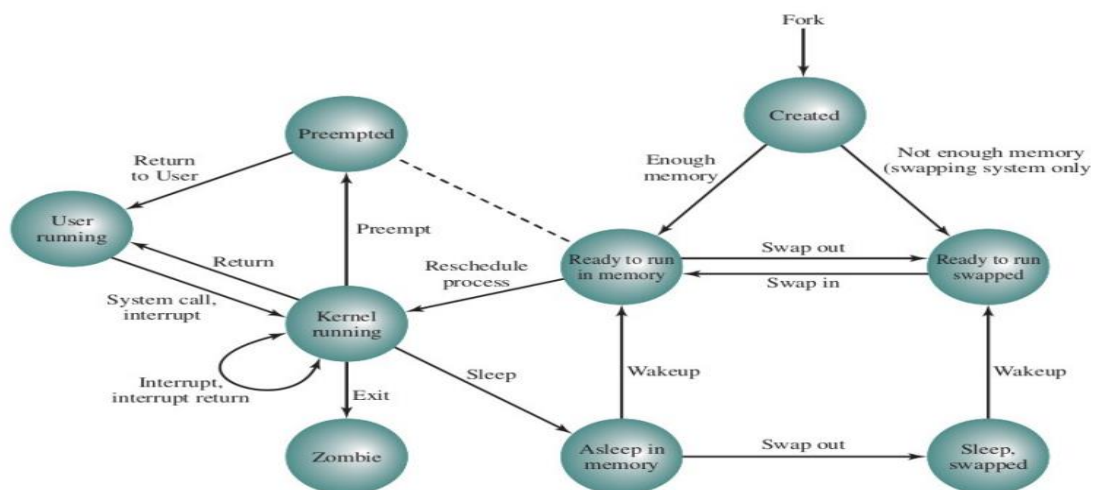 Fork
Created
Preempted
Return
to User
Enough
memory
Not enough memory
(swapping system only
User
running
Preempt
Return
Reschedule
process
Ready to run
in memory
Swap out
Swap in
Ready to run
swapped
System call,
interrupt
Kernel
running
Interrupt,
interrupt return
Sleep
Exit
Wakeup
Wakeup
Zombie
Asleep in
memory
Swap out
Sleep,
swapped